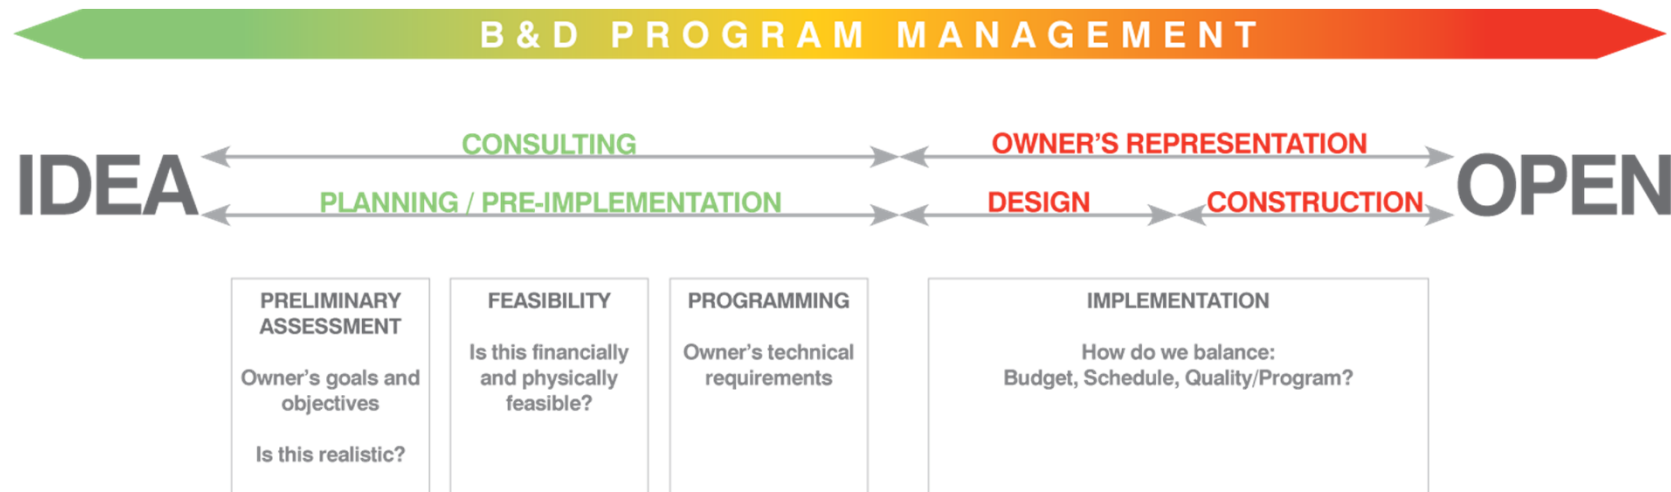 B & D PROGRAM MANAGEMENT
IDEA
CONSULTING
OWNER'S REPRESENTATION
PLANNING / PRE-IMPLEMENTATION
DESIGN
CONSTRUCTION
OPEN
PRELIMINARY
ASSESSMENT
Owner's goals and
objectives
Is this realistic?
FEASIBILITY
Is this financially
and physically
feasible?
PROGRAMMING
Owner's technical
requirements
IMPLEMENTATION
How do we balance:
Budget, Schedule, Quality/Program?